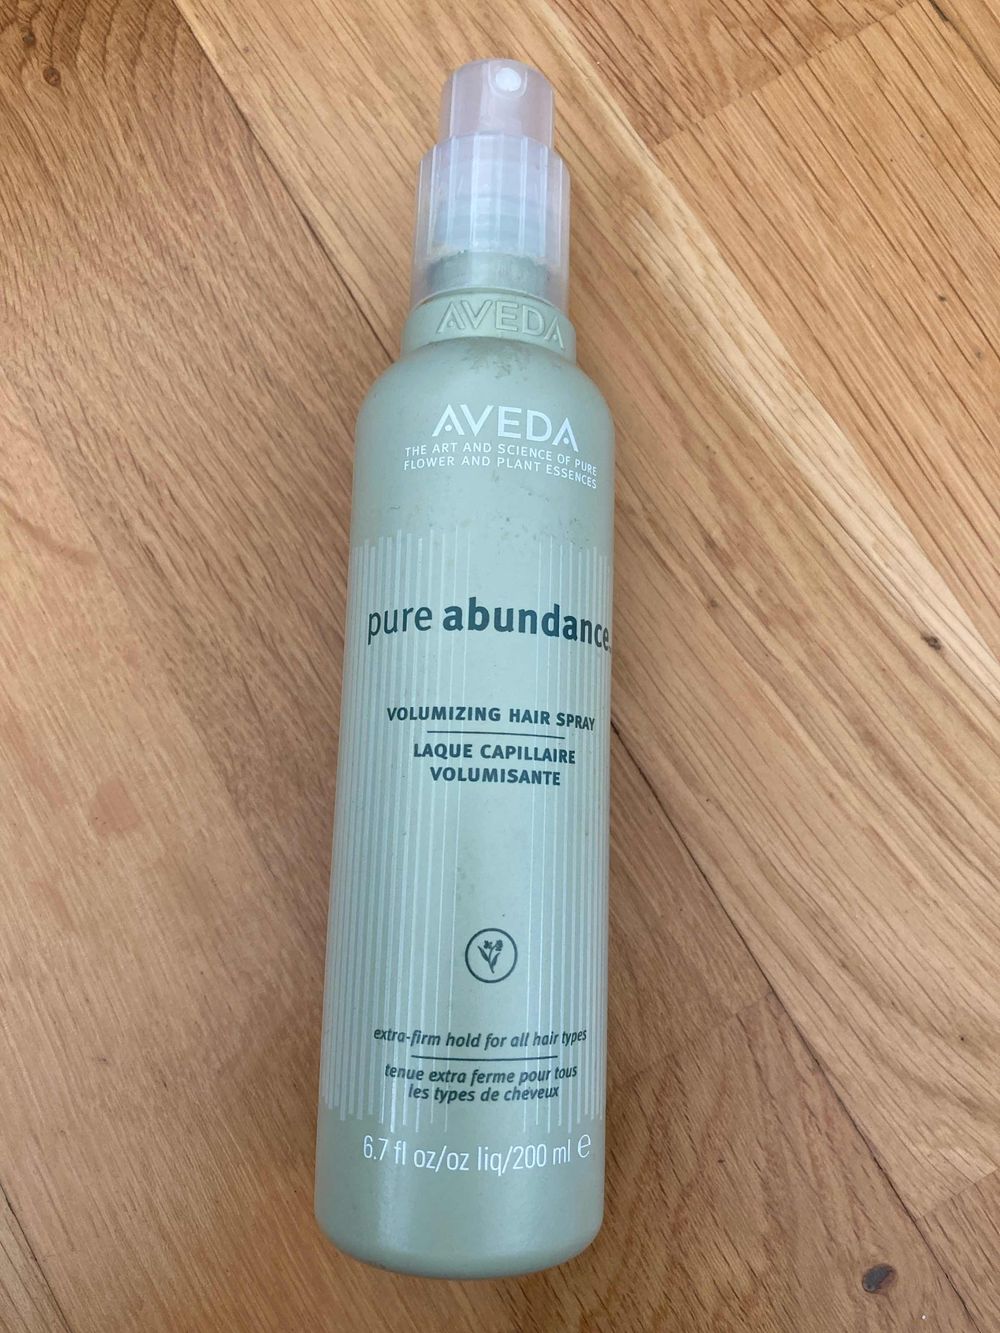 AVEDA
AVEDA
THE ART AND SCIENCE OF PURE
FLOWER AND PLANT ESSENCES
pure abundance
VOLUMIZING HAIR SPRAY
LAQUE CAPILLAIRE
VOLUMISANTE
extra-firm hold for all hair types
tenue extra ferme pour tous
les types de cheveux
6.7 fl oz/oz liq/200 ml ℮